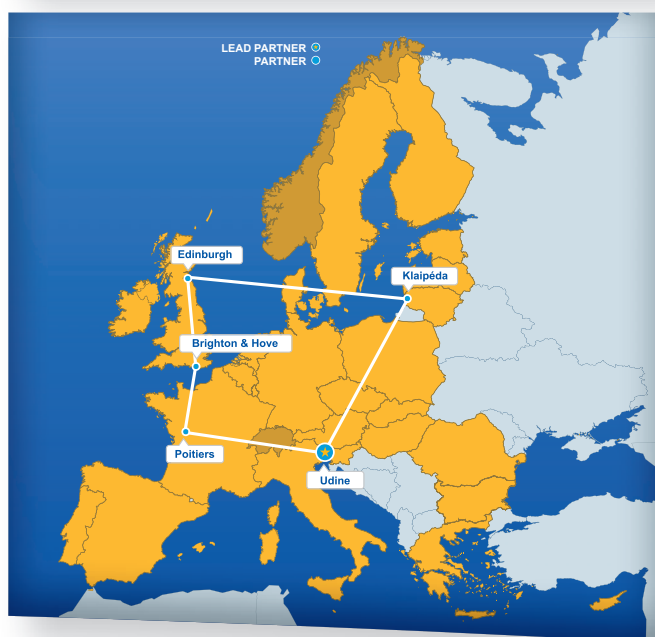 LEAD PARTNER
PARTNER
Edinburgh
Klaipéda
Brighton & Hove
Poitiers
Udine